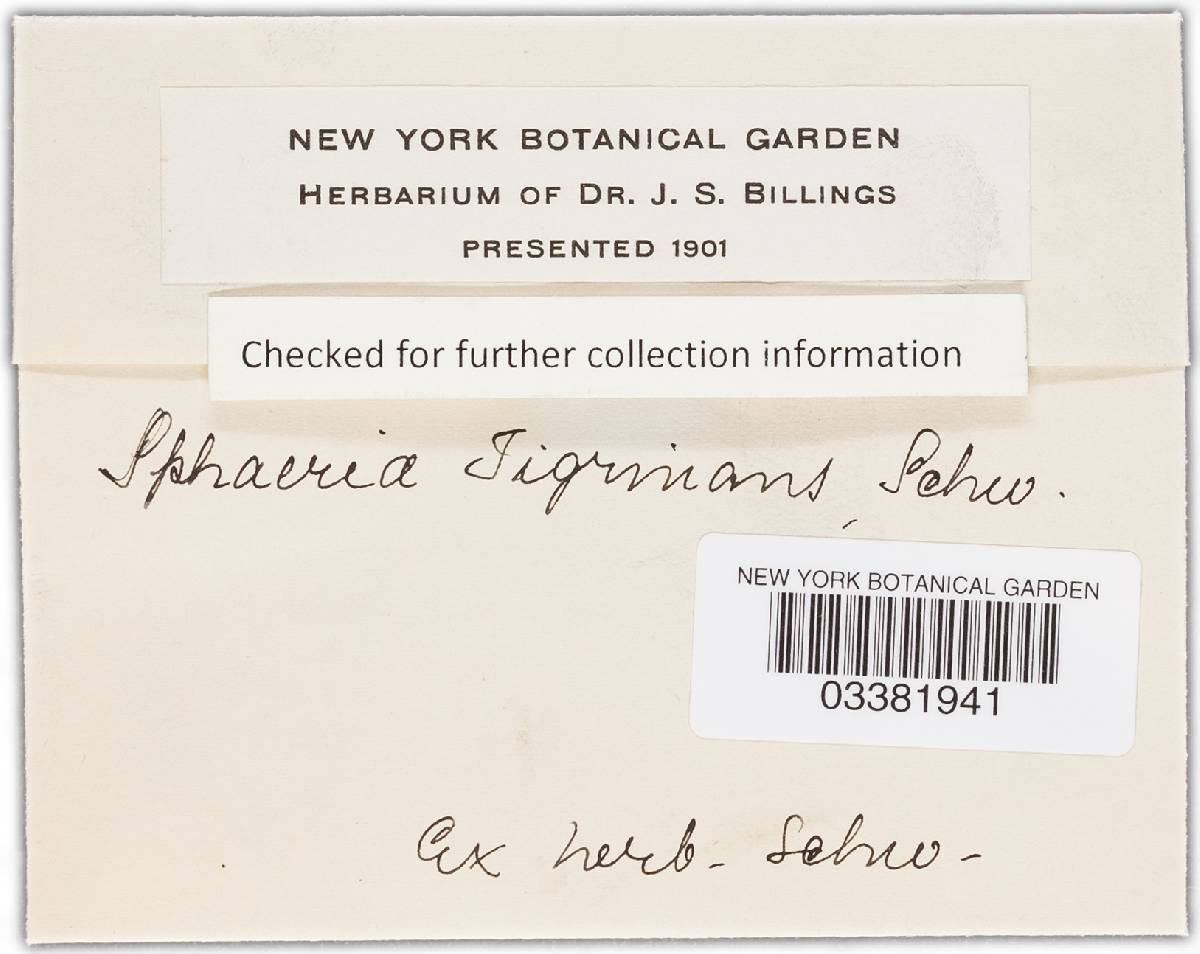 NEW YORK BOTANICAL GARDEN
HERBARIUM OF DR. J. S. BILLINGS
PRESENTED 1901
Checked for further collection information
Sphaeria Tigrinans, Schw.
NEW YORK BOTANICAL GARDEN
03381941
Ex herb. Schw.